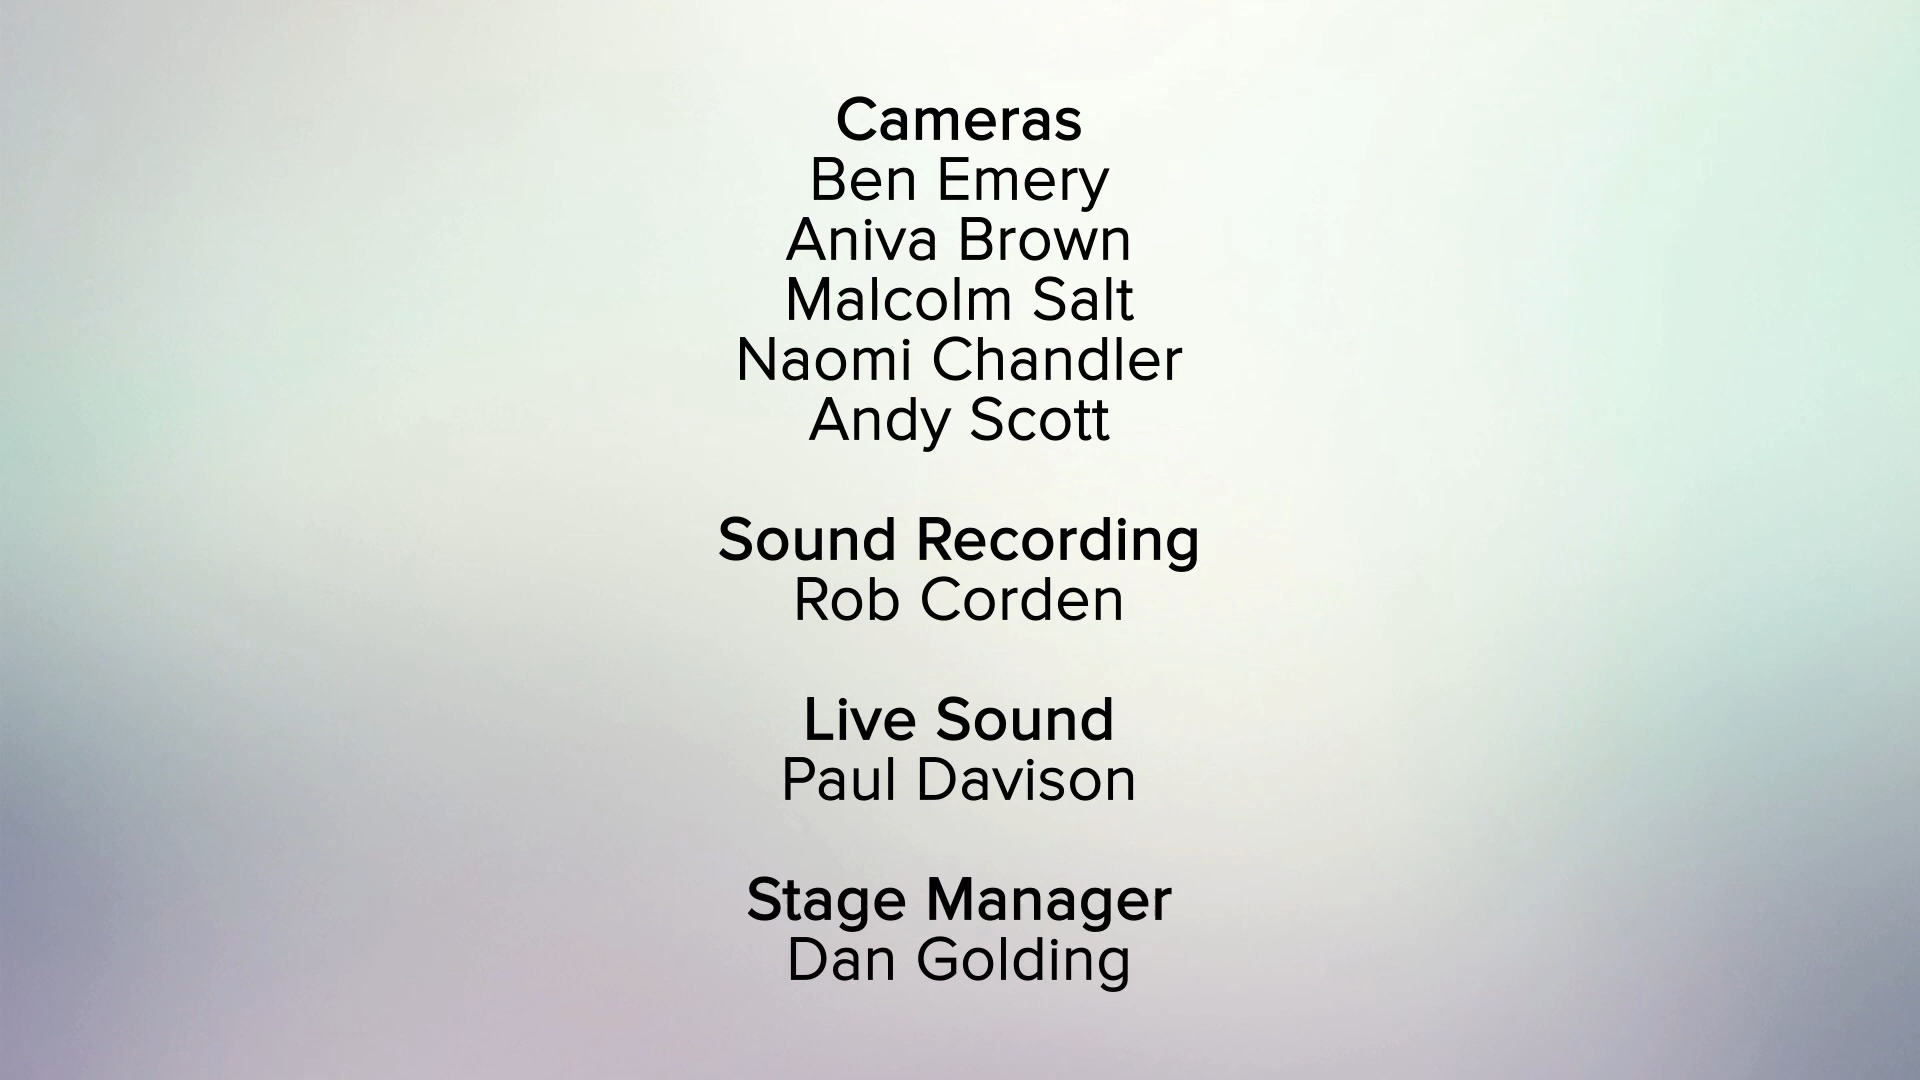 Cameras
Ben Emery
Aniva Brown
Malcolm Salt
Naomi Chandler
Andy Scott
Sound Recording
Rob Corden
Live Sound
Paul Davison
Stage Manager
Dan Golding